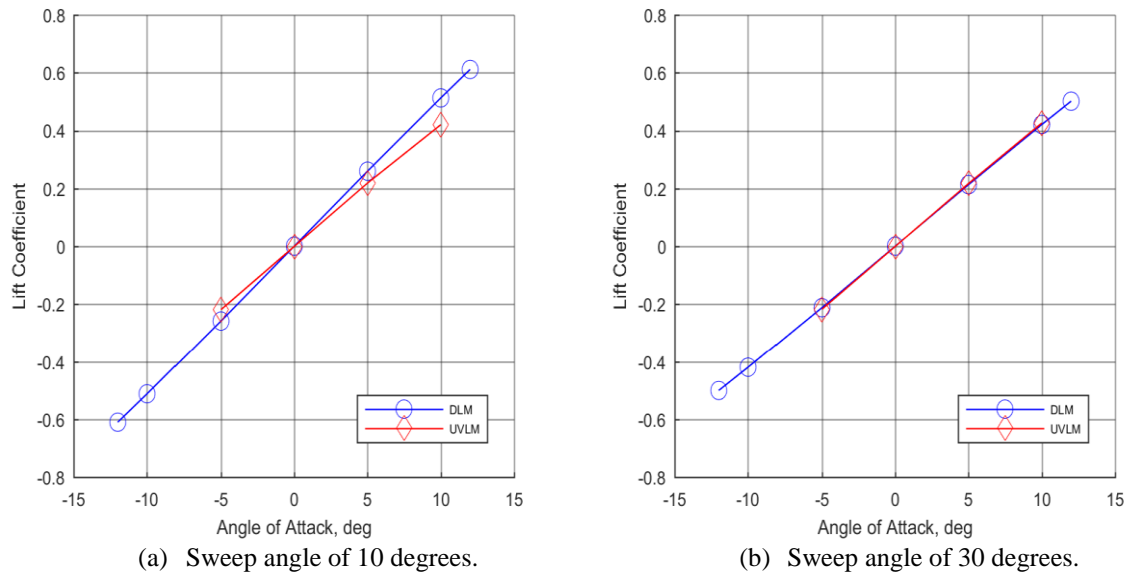 0.8
0.6
0.4
0.2
0
-0.2
-0.4
-0.6
-0.8
Lift Coefficient
DLM
UVLM
-15 -10 -5 0 5 10 15
Angle of Attack, deg
(a) Sweep angle of 10 degrees.
0.8
0.6
0.4
0.2
0
-0.2
-0.4
-0.6
-0.8
Lift Coefficient
DLM
UVLM
-15 -10 -5 0 5 10 15
Angle of Attack, deg
(b) Sweep angle of 30 degrees.